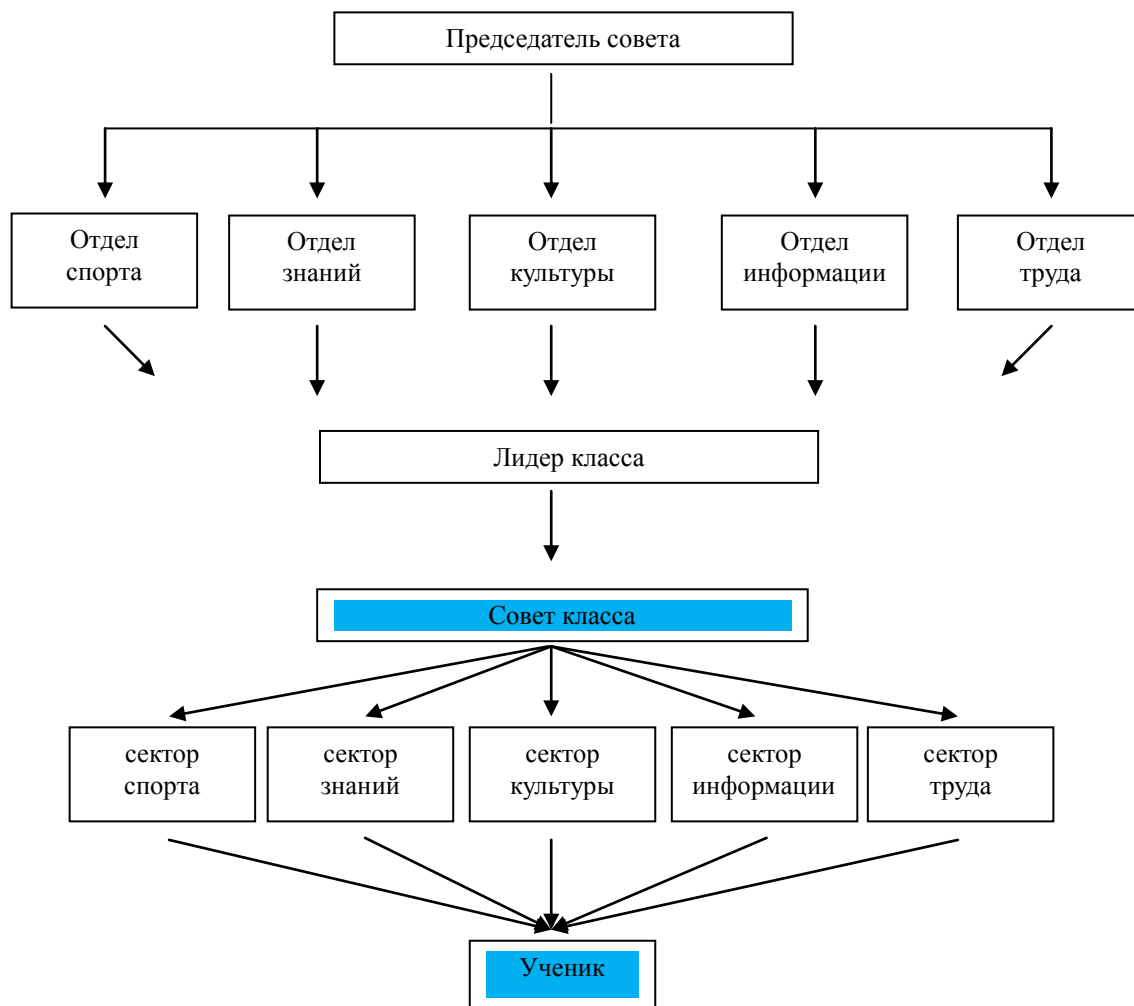 Председатель совета
Отдел
спорта
Отдел
знаний
Отдел
культуры
Отдел
информации
Отдел
труда
Лидер класса
Совет класса
сектор
спорта
сектор
знаний
сектор
культуры
сектор
информации
сектор
труда
Ученик